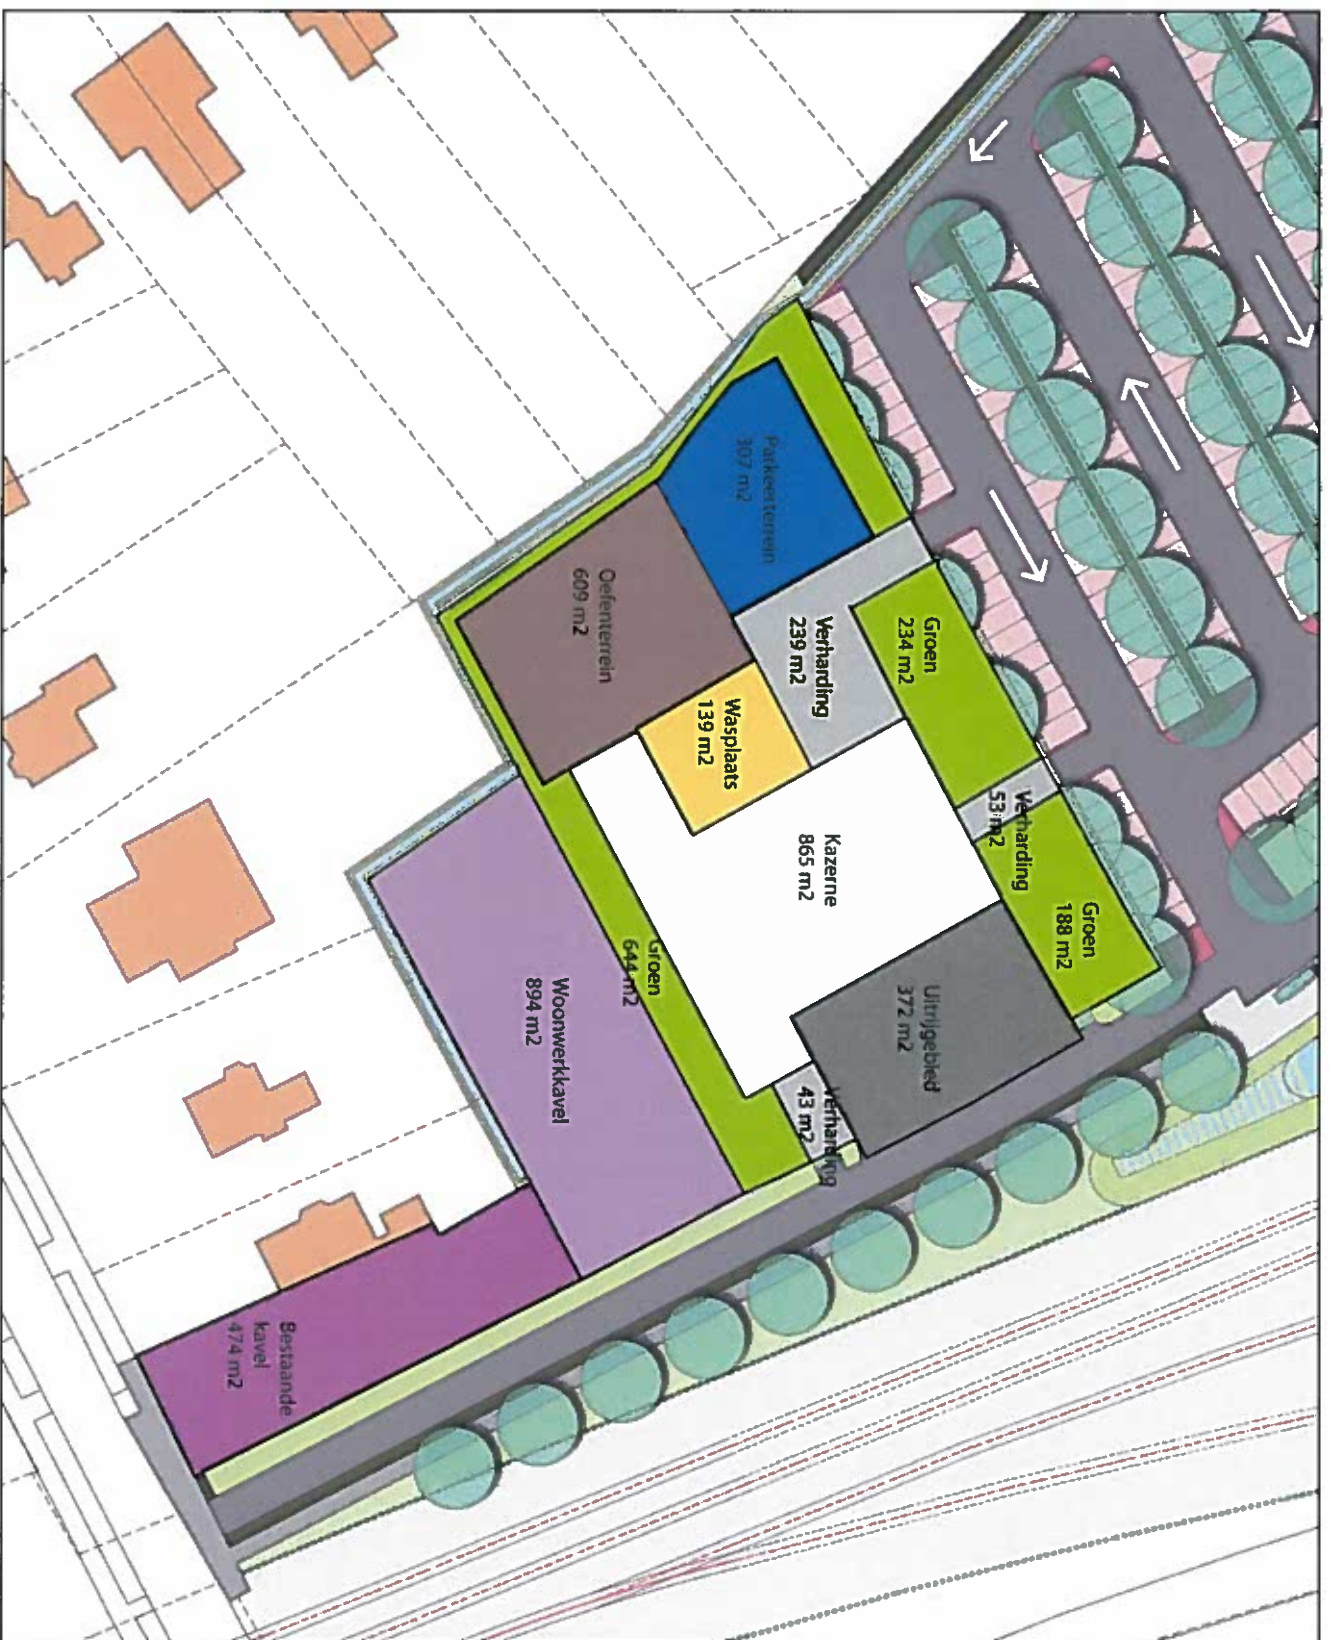 Parkeerterrein
307 m2
Oefenterrein
609 m2
Verharding
239 m2
Groen
234 m2
Wasplaats
139 m2
Verharding
53 m2
Groen
188 m2
Kazerne
865 m2
Uitrijgebied
372 m2
Groen
644 m2
Verharding
43 m2
Woonwerkkavel
894 m2
Bestaande
kavel
474 m2